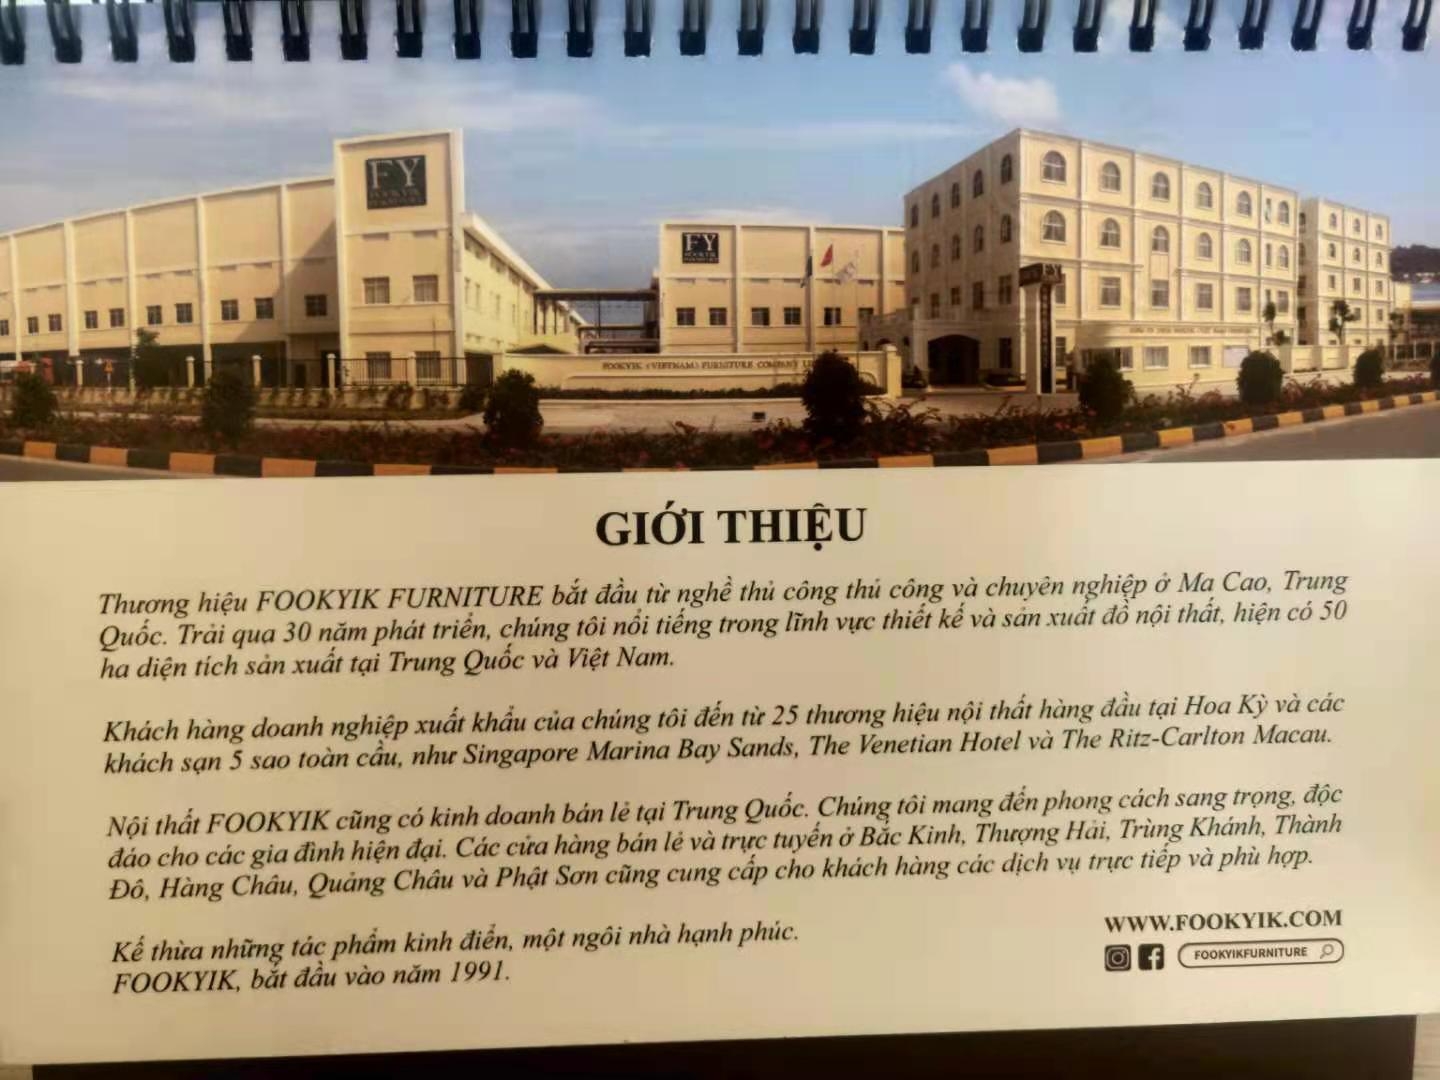 FY
FOOKYIK
FURNITURE
FY
FOOKYIK
FY
FOOKYIK (VIETNAM) FURNITURE COMPANY
GIỚI THIỆU
Thương hiệu FOOKYIK FURNITURE bắt đầu từ nghề thủ công thủ công và chuyên nghiệp ở Ma Cao, Trung
Quốc. Trải qua 30 năm phát triển, chúng tôi nổi tiếng trong lĩnh vực thiết kế và sản xuất đồ nội thất, hiện có 50
ha diện tích sản xuất tại Trung Quốc và Việt Nam.
Khách hàng doanh nghiệp xuất khẩu của chúng tôi đến từ 25 thương hiệu nội thất hàng đầu tại Hoa Kỳ và các
khách sạn 5 sao toàn cầu, như Singapore Marina Bay Sands, The Venetian Hotel và The Ritz-Carlton Macau.
Nội thất FOOKYIK cũng có kinh doanh bán lẻ tại Trung Quốc. Chúng tôi mang đến phong cách sang trọng, độc
đáo cho các gia đình hiện đại. Các cửa hàng bán lẻ và trực tuyến ở Bắc Kinh, Thượng Hải, Trùng Khánh, Thành
Đô, Hàng Châu, Quảng Châu và Phật Sơn cũng cung cấp cho khách hàng các dịch vụ trực tiếp và phù hợp.
Kế thừa những tác phẩm kinh điển, một ngôi nhà hạnh phúc.
FOOKYIK, bắt đầu vào năm 1991.
WWW.FOOKYIK.COM
FOOKYIKFURNITURE